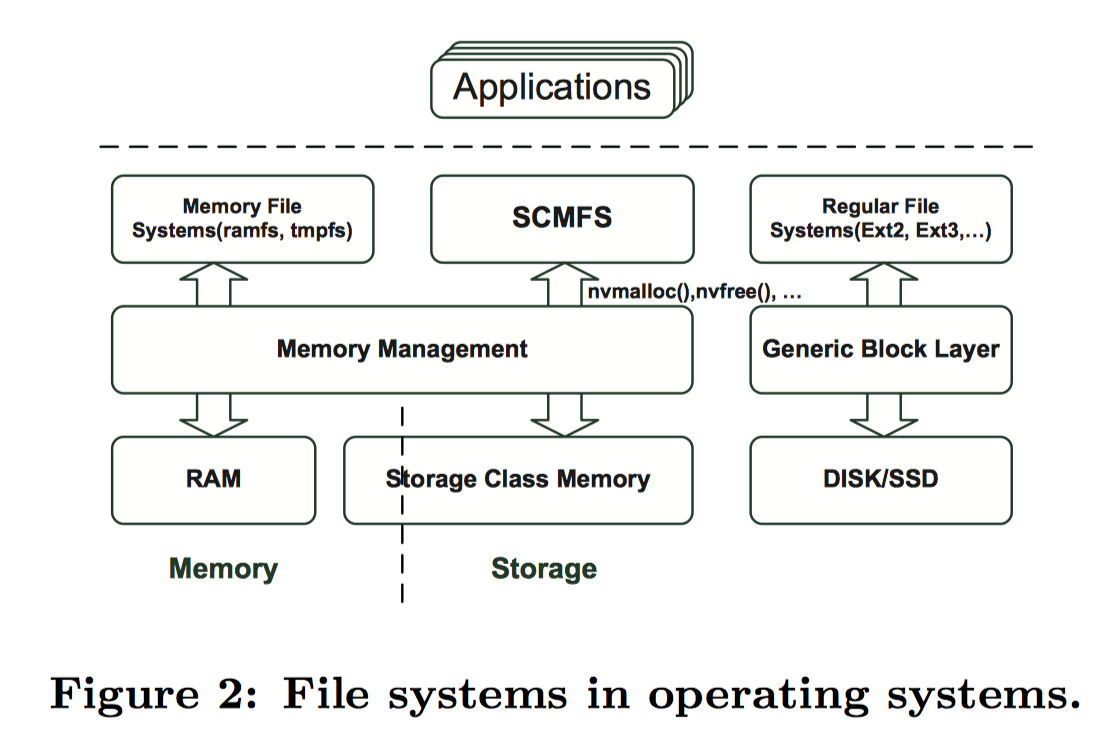 Applications
Memory File
Systems(ramfs, tmpfs)
SCMFS
Regular File
Systems(Ext2, Ext3,...)
nvmalloc(),nvfree(), ...
Memory Management
Generic Block Layer
RAM
Storage Class Memory
DISK/SSD
Memory
Storage
Figure 2: File systems in operating systems.